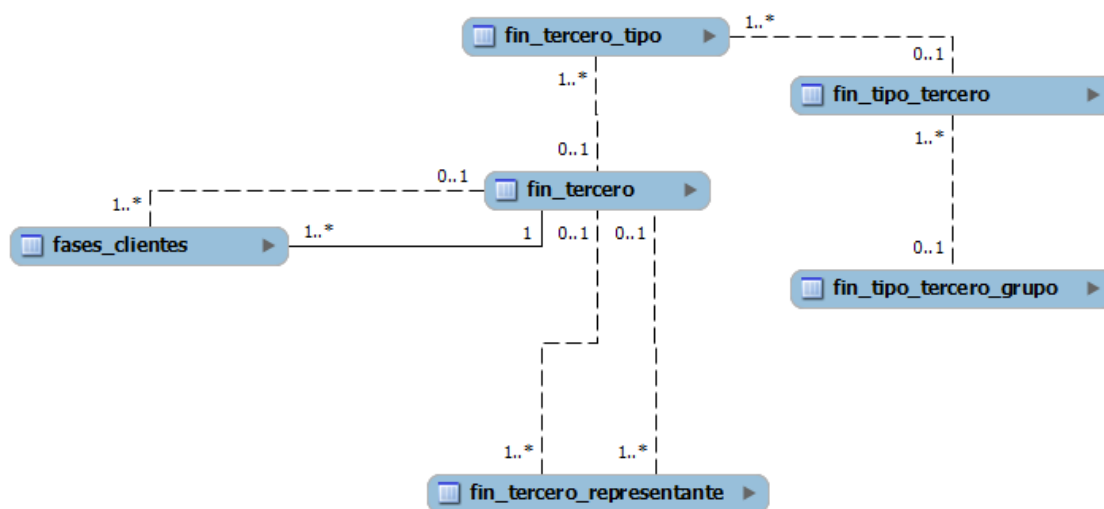 fin_tercero_tipo
1..*
0..1
fin_tipo_tercero
1..*
1..*
0..1
0..1
fin_tercero
1..*
fases_clientes
1..*
1
0..1
0..1
0..1
fin_tipo_tercero_grupo
1..*
1..*
fin_tercero_representante